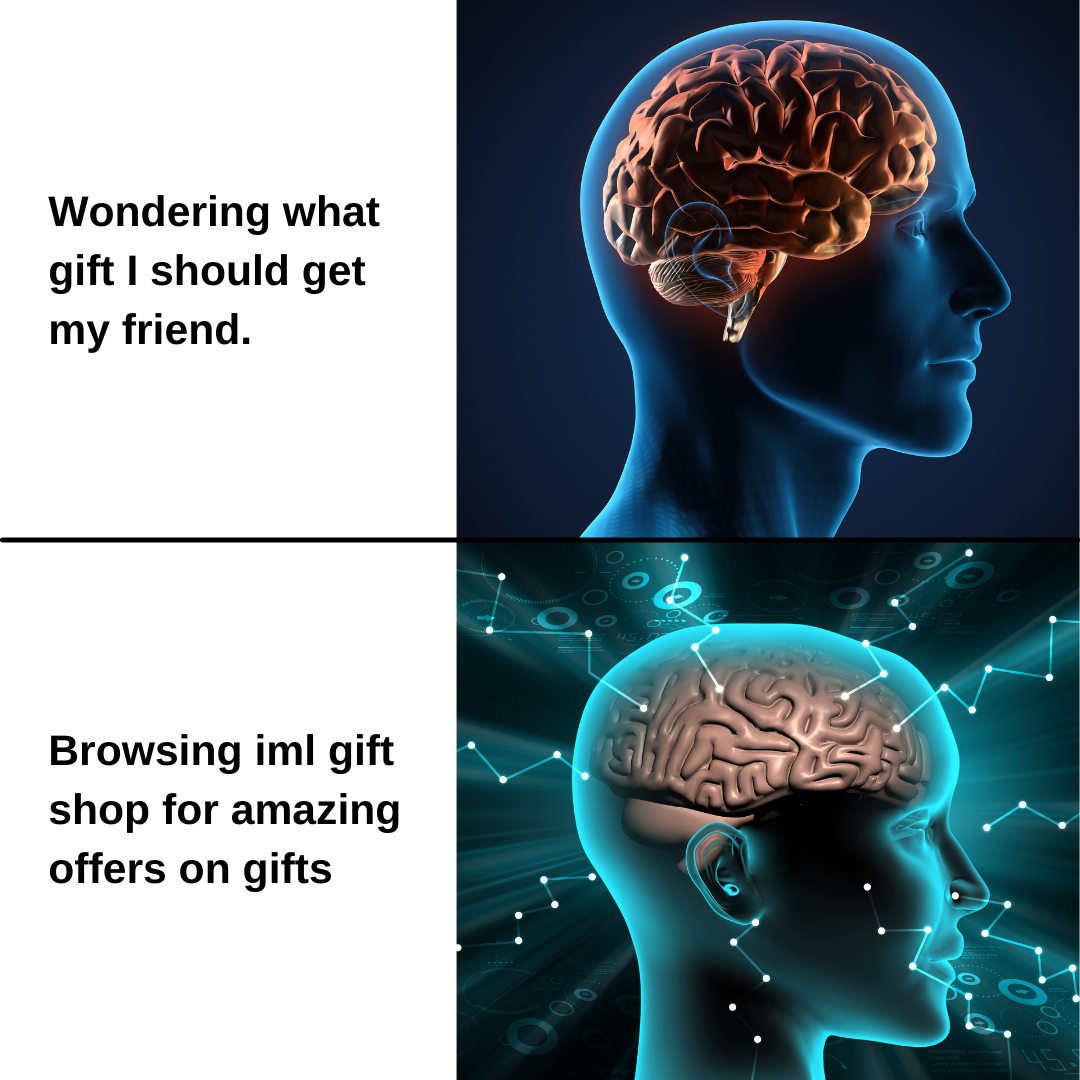 Wondering what
gift I should get
my friend.
Browsing iml gift
shop for amazing
offers on gifts